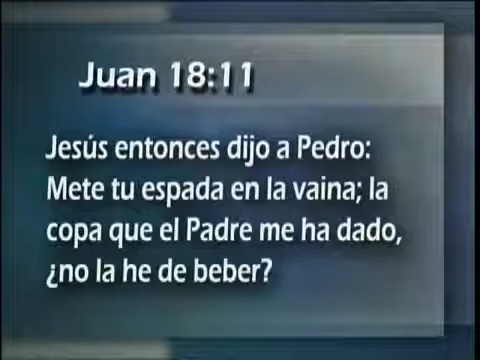 Juan 18:11
Jesús entonces dijo a Pedro:
Mete tu espada en la vaina; la
copa que el Padre me ha dado,
¿no la he de beber?